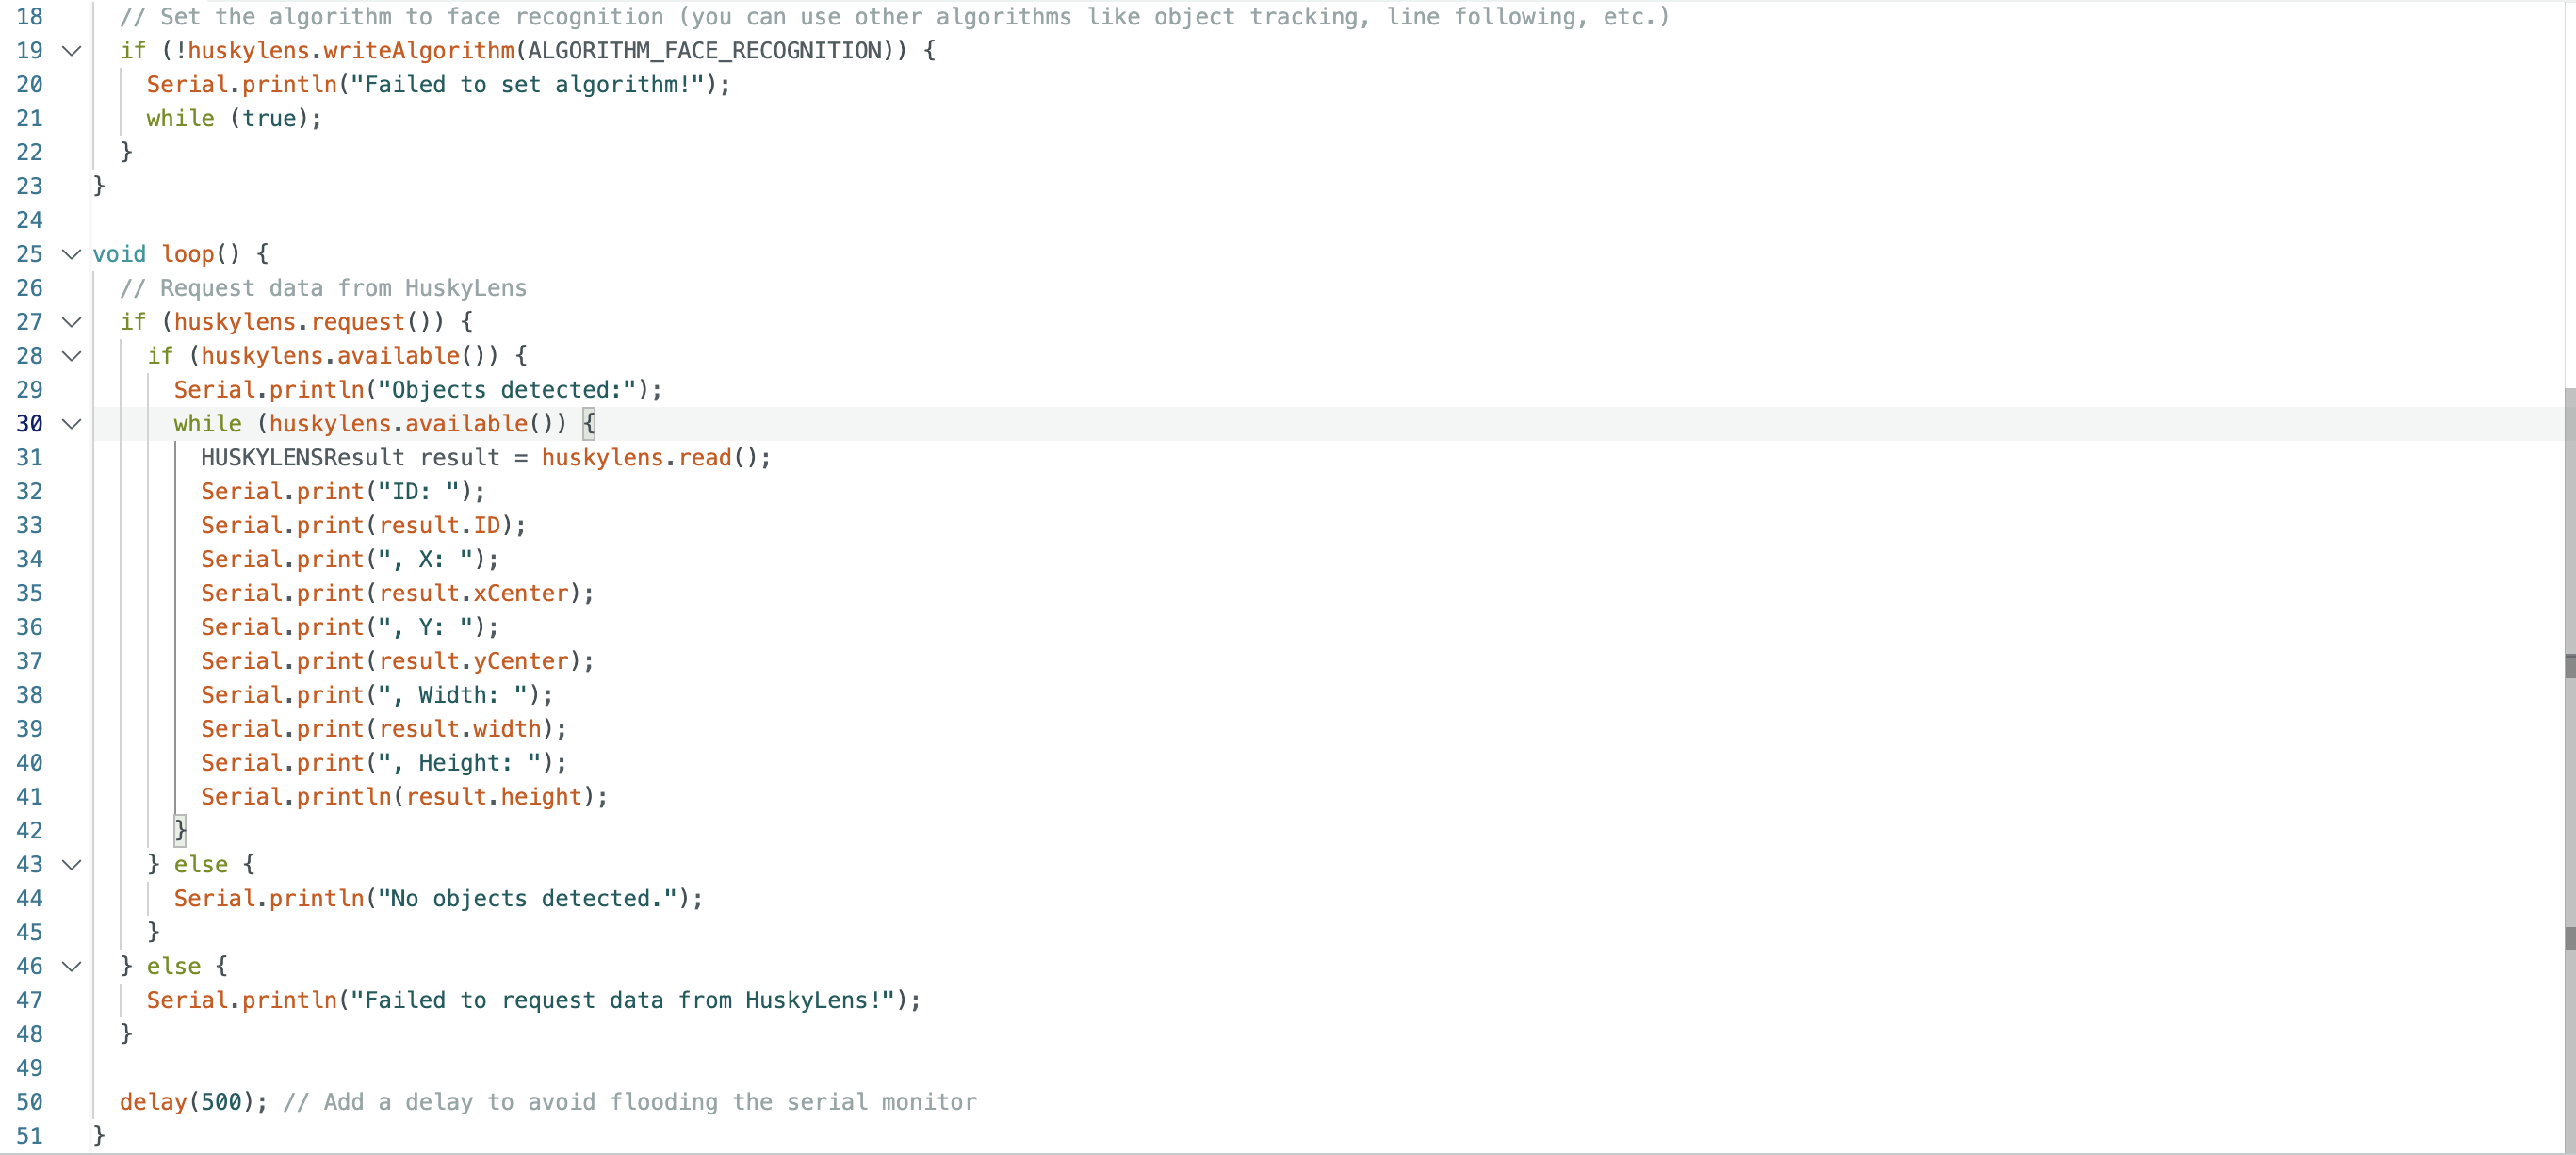 18 // Set the algorithm to face recognition (you can use other algorithms like object tracking, line following, etc.)
19 if (!huskylens.writeAlgorithm(ALGORITHM_FACE_RECOGNITION)) {
20 Serial.println("Failed to set algorithm!");
21 while (true);
22 }
23 }
24
25 void loop() {
26 // Request data from HuskyLens
27 if (huskylens.request()) {
28 if (huskylens.available()) {
29 Serial.println("Objects detected:");
30 while (huskylens.available()) {
31 HUSKYLENSResult result = huskylens.read();
32 Serial.print("ID: ");
33 Serial.print(result.ID);
34 Serial.print(", X: ");
35 Serial.print(result.xCenter);
36 Serial.print(", Y: ");
37 Serial.print(result.yCenter);
38 Serial.print(", Width: ");
39 Serial.print(result.width);
40 Serial.print(", Height: ");
41 Serial.println(result.height);
42 }
43 } else {
44 Serial.println("No objects detected.");
45 }
46 } else {
47 Serial.println("Failed to request data from HuskyLens!");
48 }
49
50 delay(500); // Add a delay to avoid flooding the serial monitor
51 }